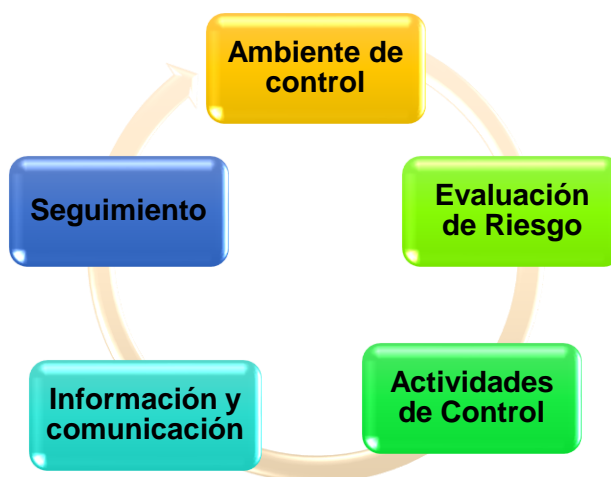 Ambiente de
control
Evaluación
de Riesgo
Actividades
de Control
Información y
comunicación
Seguimiento